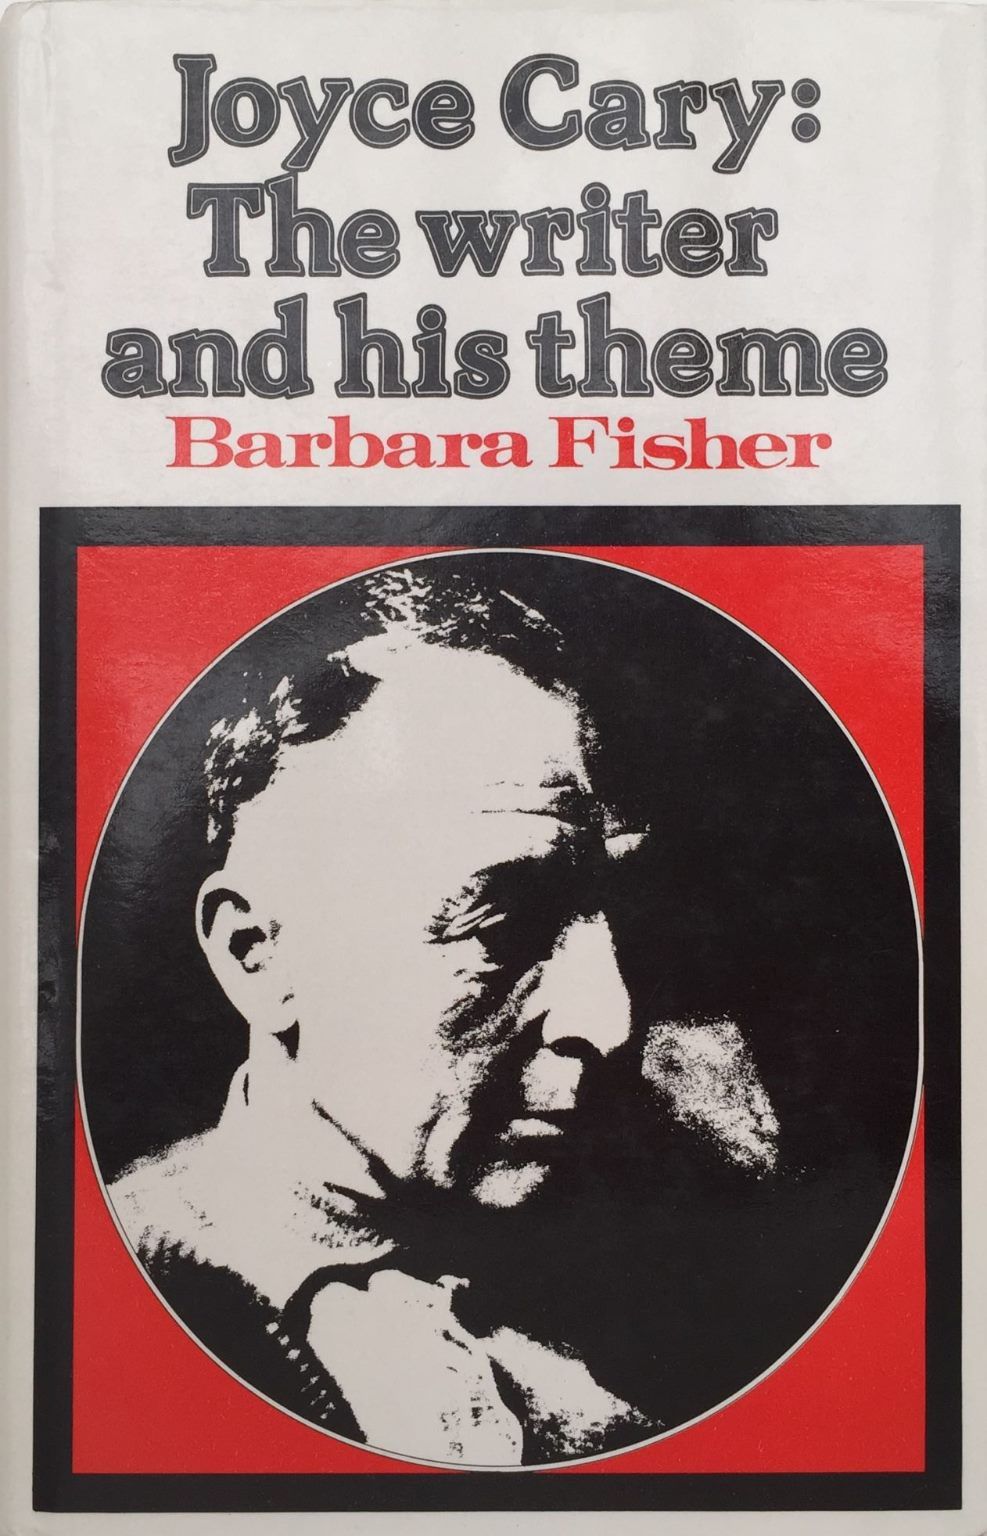 Joyce Cary:
The writer
and his theme
Barbara Fisher